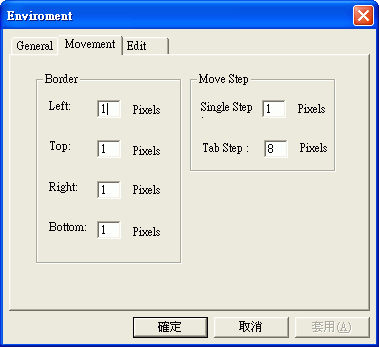 Enviroment
General Movement Edit
Border
Left: 1 Pixels
Top: 1 Pixels
Right: 1 Pixels
Bottom: 1 Pixels
Move Step
Single Step : 1 Pixels
Tab Step : 8 Pixels
確定 取消 套用(A)